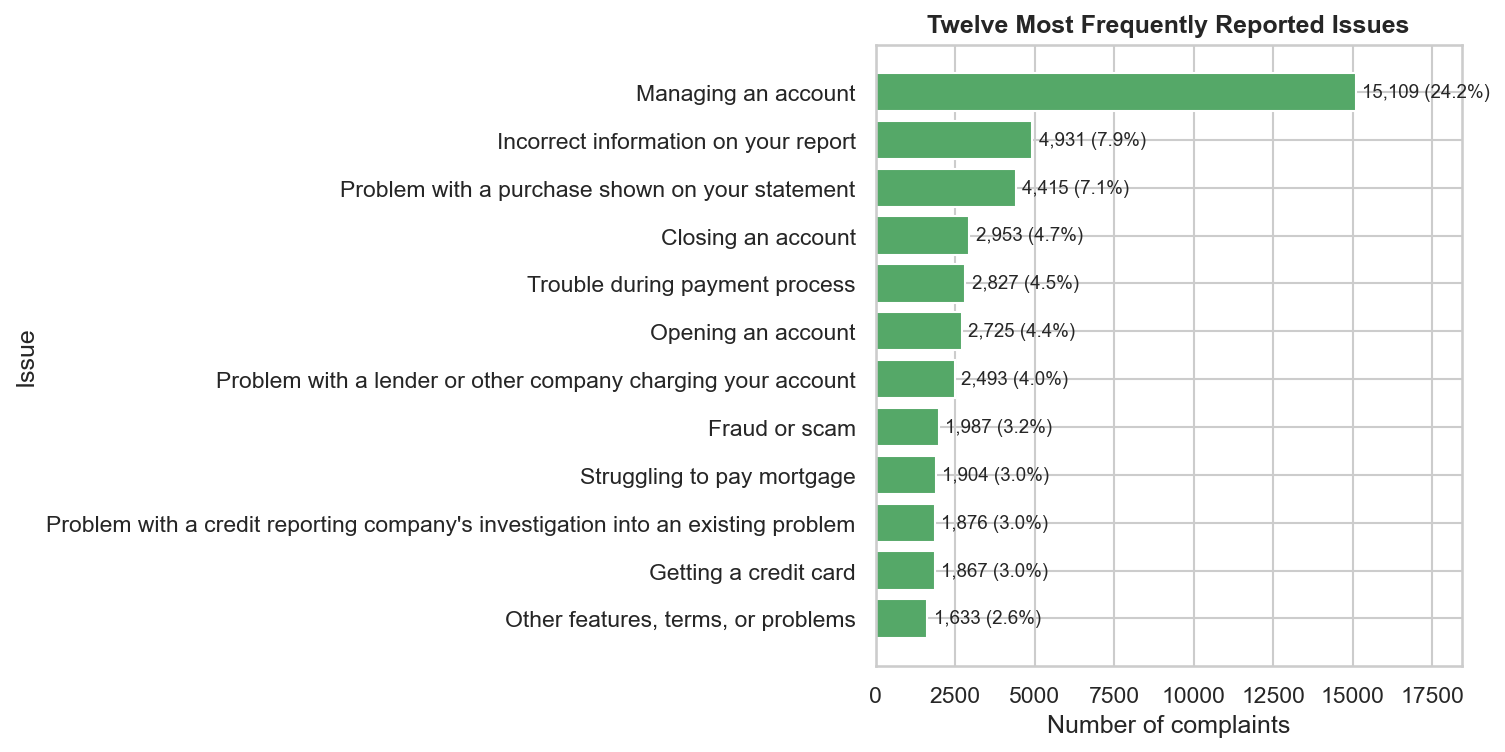 Twelve Most Frequently Reported Issues
Issue
Managing an account 15,109 (24.2%)
Incorrect information on your report 4,931 (7.9%)
Problem with a purchase shown on your statement 4,415 (7.1%)
Closing an account 2,953 (4.7%)
Trouble during payment process 2,827 (4.5%)
Opening an account 2,725 (4.4%)
Problem with a lender or other company charging your account 2,493 (4.0%)
Fraud or scam 1,987 (3.2%)
Struggling to pay mortgage 1,904 (3.0%)
Problem with a credit reporting company's investigation into an existing problem 1,876 (3.0%)
Getting a credit card 1,867 (3.0%)
Other features, terms, or problems 1,633 (2.6%)
0 2500 5000 7500 10000 12500 15000 17500
Number of complaints